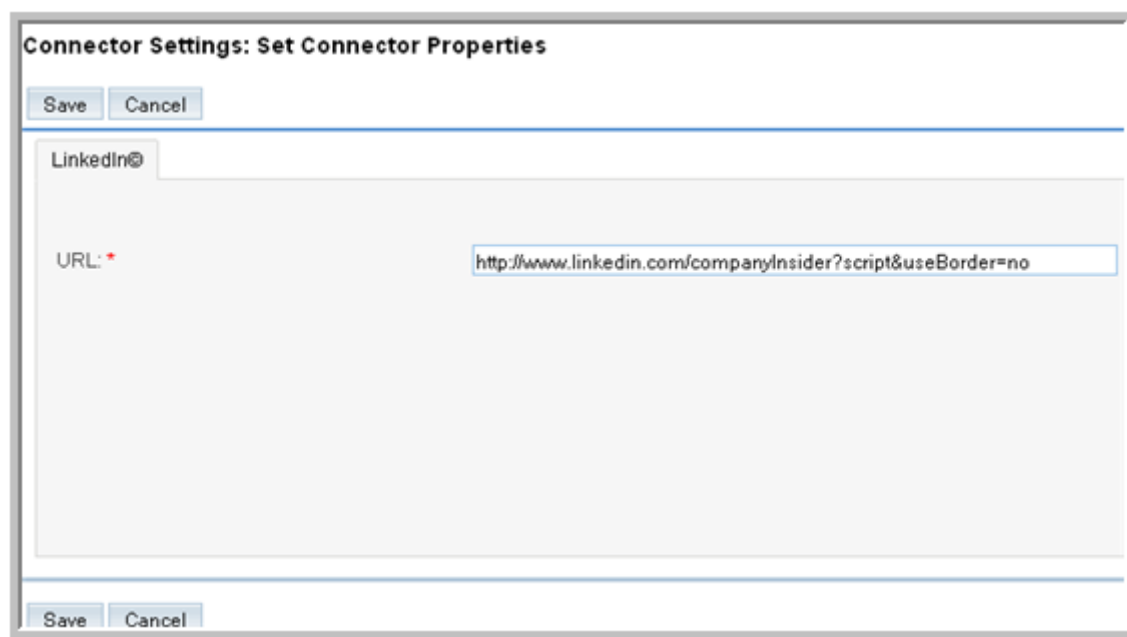 Connector Settings: Set Connector Properties
Save Cancel
LinkedIn©
URL: * http://www.linkedin.com/companyInsider?script&useBorder=no
Save Cancel